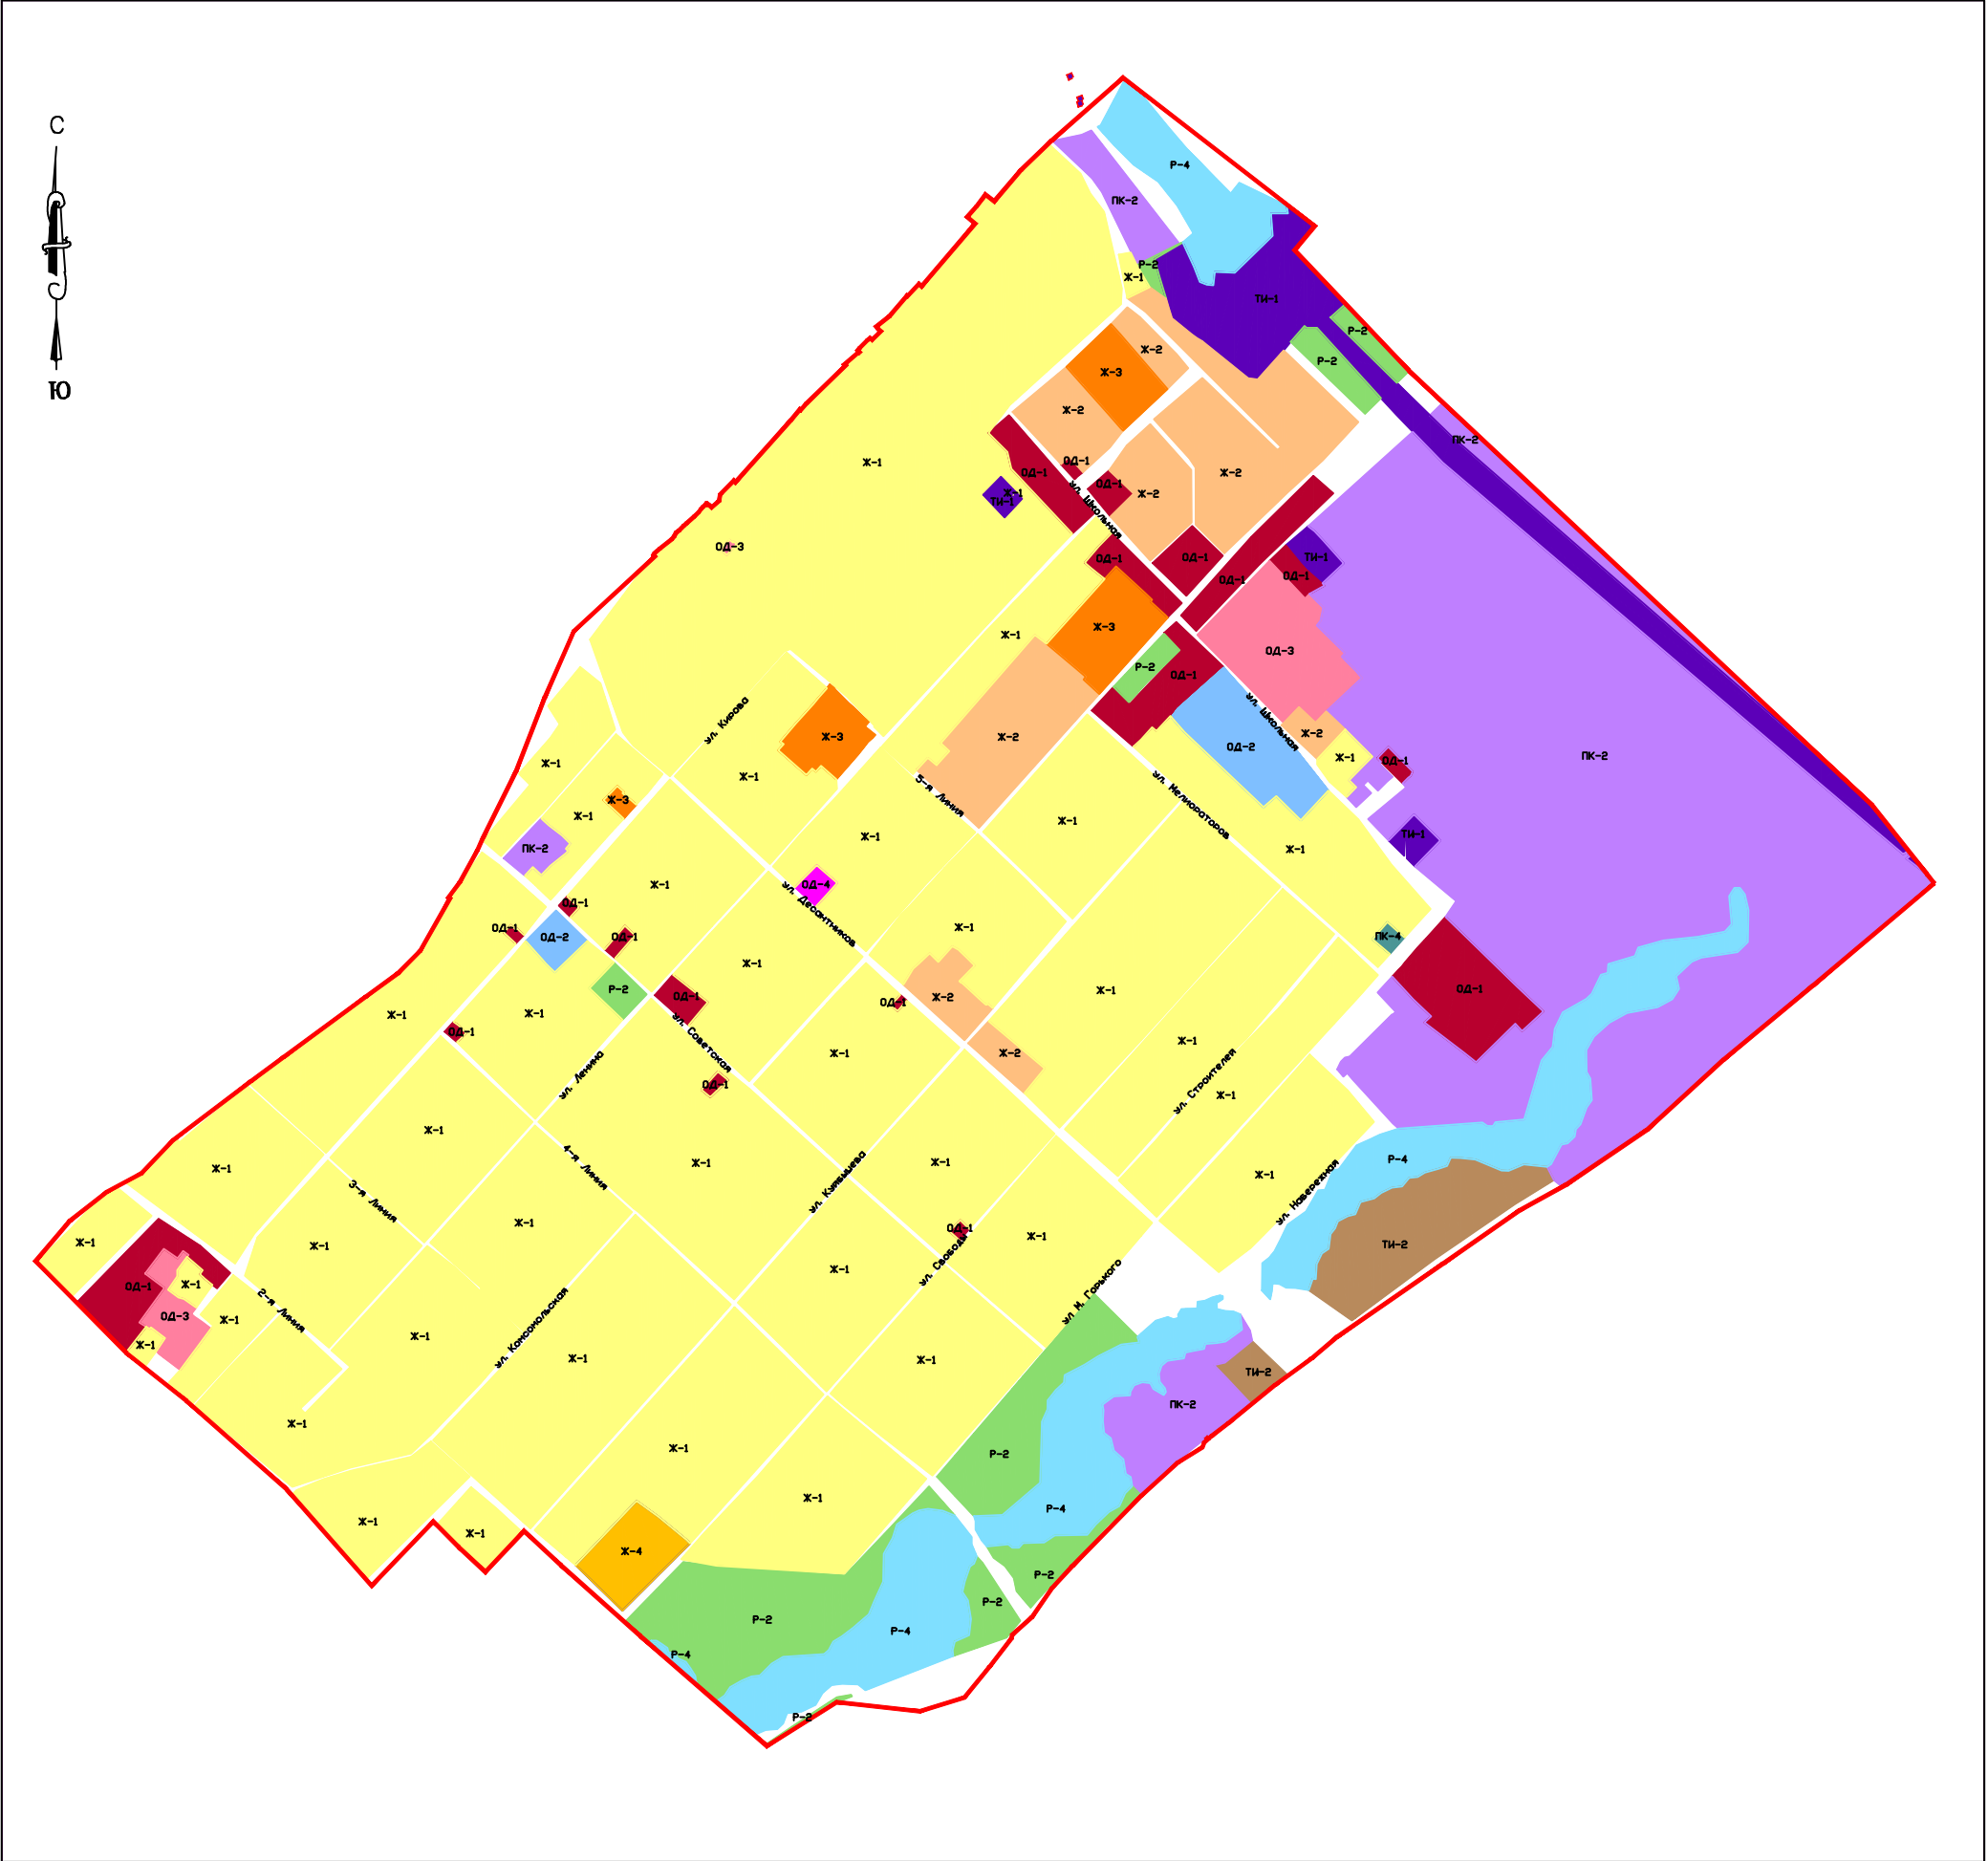 С
Ю
Р-4
ПК-2
Р-2
Ж-1
ТИ-1
Р-2
Ж-2
Р-2
Ж-3
Ж-2
ПК-2
Ж-1
ОД-1
ОД-1
Ж-2
ОД-1
Ж-1
Ж-2
ТИ-1
ул. Школьная
ОД-3
ОД-1
ОД-1
ТИ-1
ОД-1
ОД-1
Ж-3
Ж-1
ОД-3
Р-2
ОД-1
ул. Кирова
ул. Школьная
Ж-2
Ж-3
Ж-2
ОД-2
ПК-2
Ж-1
Ж-1
ОД-1
Ж-1
5-я Линия
ул. Мелиораторов
Ж-3
Ж-1
Ж-1
Ж-1
ТИ-1
ПК-2
Ж-1
Ж-1
ОД-4
ОД-1
ул. Десантников
ОД-1
Ж-1
ОД-2
ОД-1
ПК-4
Ж-1
Р-2
ОД-1
Ж-1
ОД-1
Ж-2
ОД-1
Ж-1
Ж-1
ОД-1
ул. Советская
Ж-1
Ж-1
Ж-2
ул. Ленина
ОД-1
ул. Строителей
Ж-1
Ж-1
Ж-1
4-я Линия
Ж-1
Ж-1
Р-4
Ж-1
Ж-1
ул. Куйбышева
ул. Набережная
3-я Линия
Ж-1
ОД-1
Ж-1
Ж-1
Ж-1
ТИ-2
ул. Свободы
Ж-1
ОД-1
Ж-1
ул М. Горького
2-я Линия
ОД-3
Ж-1
Ж-1
ул. Комсомольская
Ж-1
Ж-1
Ж-1
ТИ-2
ПК-2
Ж-1
Ж-1
Р-2
Ж-1
Р-4
Ж-1
Ж-1
Ж-4
Р-2
Р-2
Р-2
Р-4
Р-4
Р-2